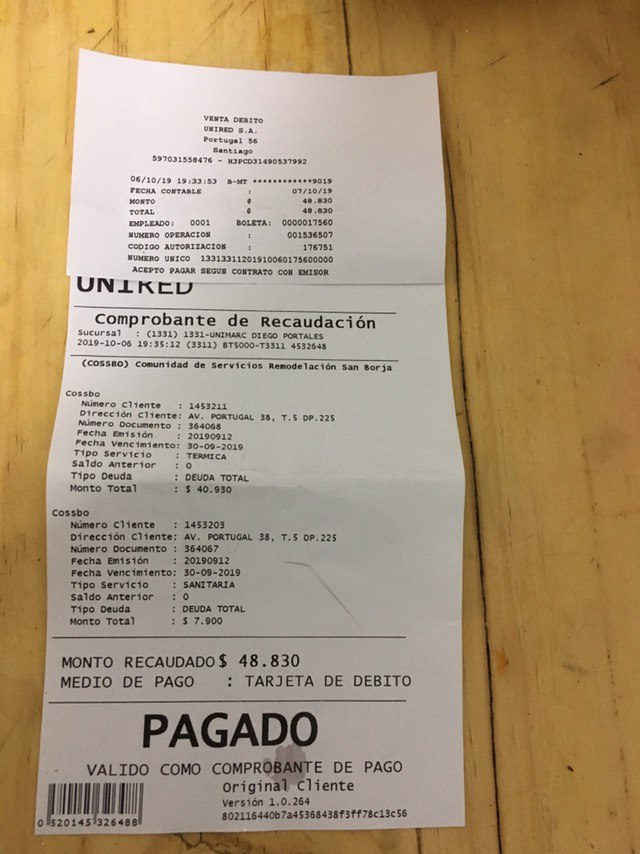 VENTA DEBITO
UNIRED S.A.
Portugal 56
Santiago
597031558476 - H3PCD31490537992
06/10/19 19:33:53 B-MT ************9019
FECHA CONTABLE : 07/10/19
MONTO $ 48.830
TOTAL $ 48.830
EMPLEADO: 0001 BOLETA: 0000017560
NUMERO OPERACION : 001536507
CODIGO AUTORIZACION : 176751
NUMERO UNICO 13313311201910060175600000
ACEPTO PAGAR SEGUN CONTRATO CON EMISOR
UNIRED
Comprobante de Recaudación
Sucursal : (1331) 1331-UNIMARC DIEGO PORTALES
2019-10-06 19:35:12 (3311) BT5000-T3311 4532648
(COSSBO) Comunidad de Servicios Remodelación San Borja
Cossbo
Número Cliente : 1453211
Dirección Cliente: AV. PORTUGAL 38, T.5 DP.225
Número Documento : 364068
Fecha Emisión : 20190912
Fecha Vencimiento: 30-09-2019
Tipo Servicio : TERMICA
Saldo Anterior : 0
Tipo Deuda : DEUDA TOTAL
Monto Total : $ 40.930
Cossbo
Número Cliente : 1453203
Dirección Cliente: AV. PORTUGAL 38, T.5 DP.225
Número Documento : 364067
Fecha Emisión : 20190912
Fecha Vencimiento: 30-09-2019
Tipo Servicio : SANITARIA
Saldo Anterior : 0
Tipo Deuda : DEUDA TOTAL
Monto Total : $ 7.900
MONTO RECAUDADO $ 48.830
MEDIO DE PAGO : TARJETA DE DEBITO
PAGADO
VALIDO COMO COMPROBANTE DE PAGO
Original Cliente
Versión 1.0.264
802116440b7a45368438f3ff78c13c56
0 520145 326488